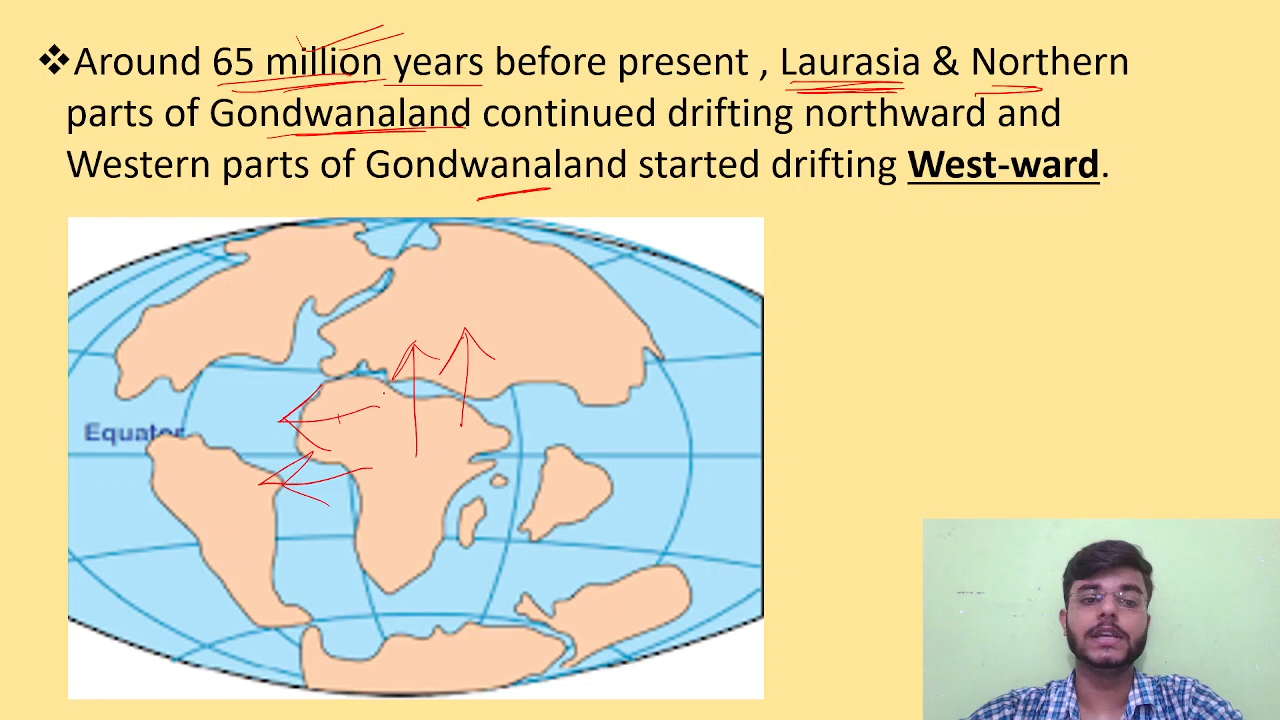 ❖Around 65 million years before present , Laurasia & Northern
parts of Gondwanaland continued drifting northward and
Western parts of Gondwanaland started drifting West-ward.
Equator